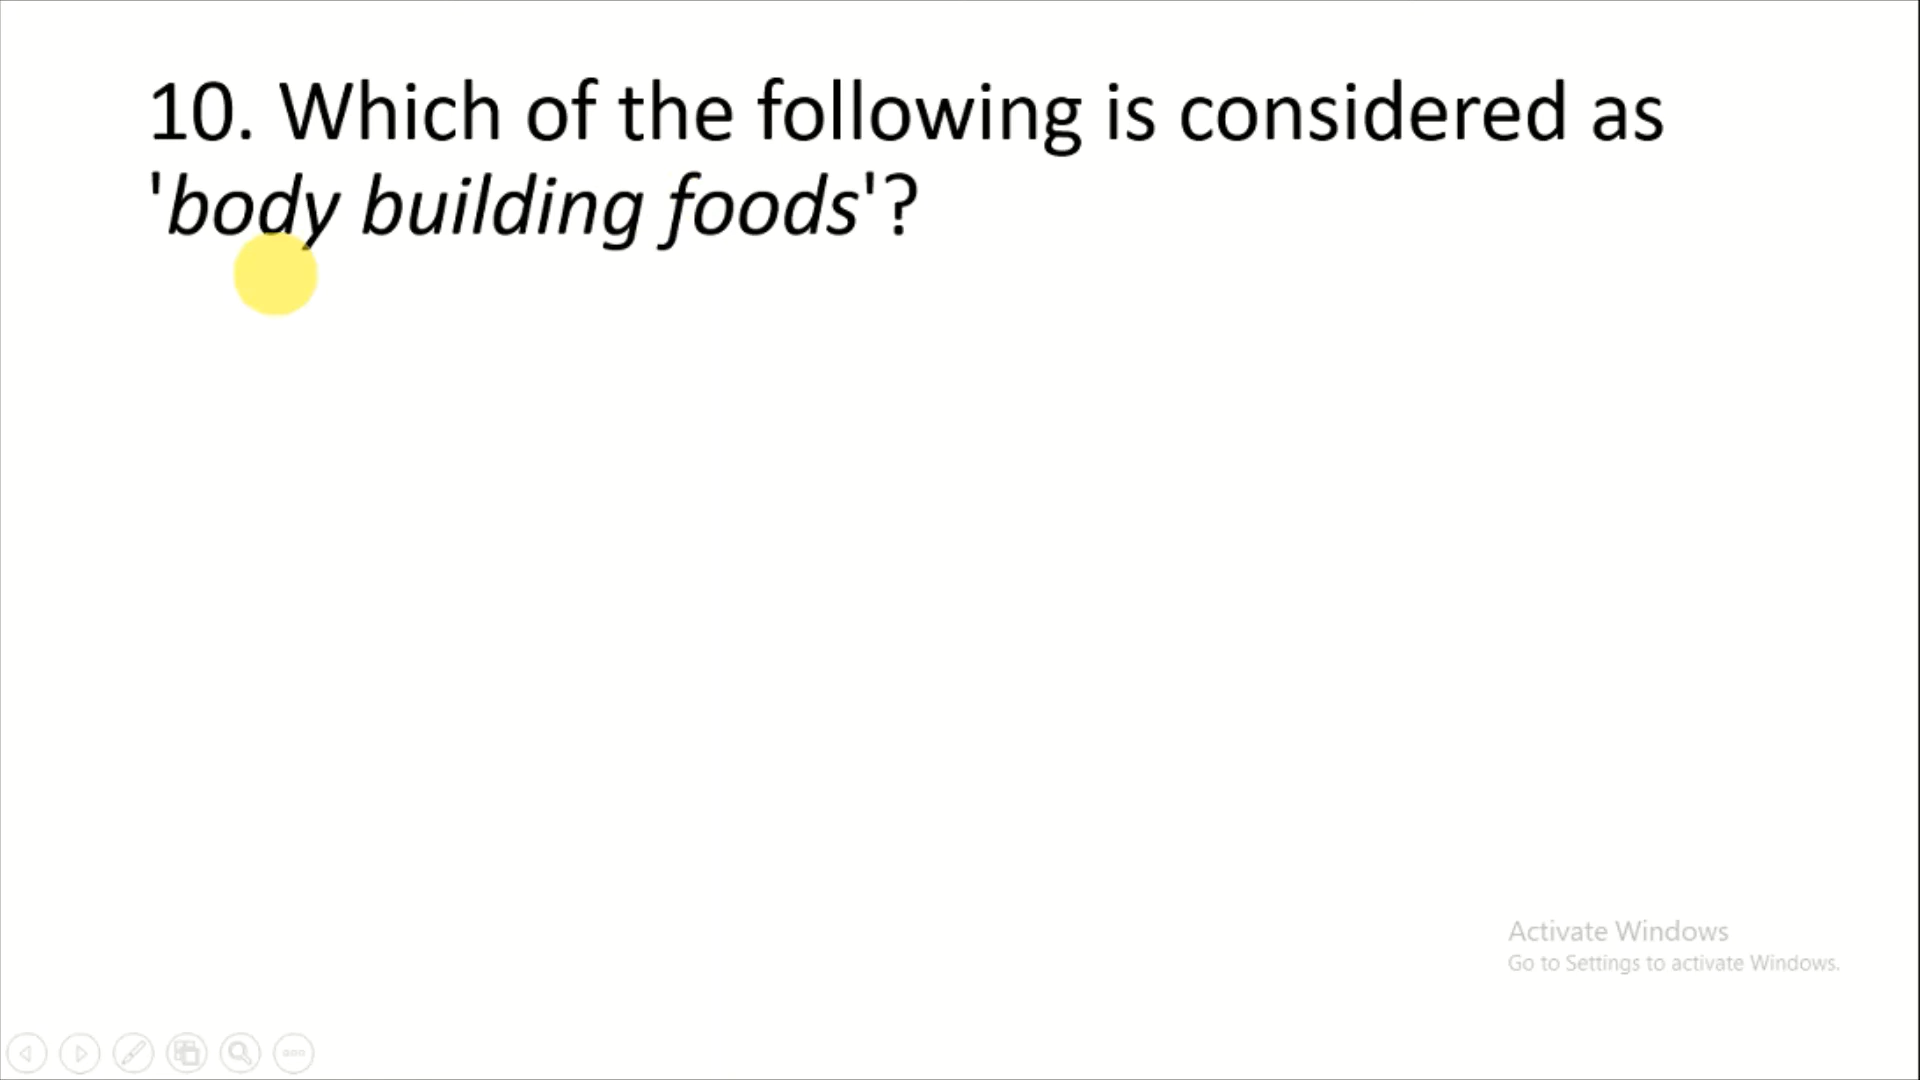 10. Which of the following is considered as
'body building foods'?
Activate Windows
Go to Settings to activate Windows.